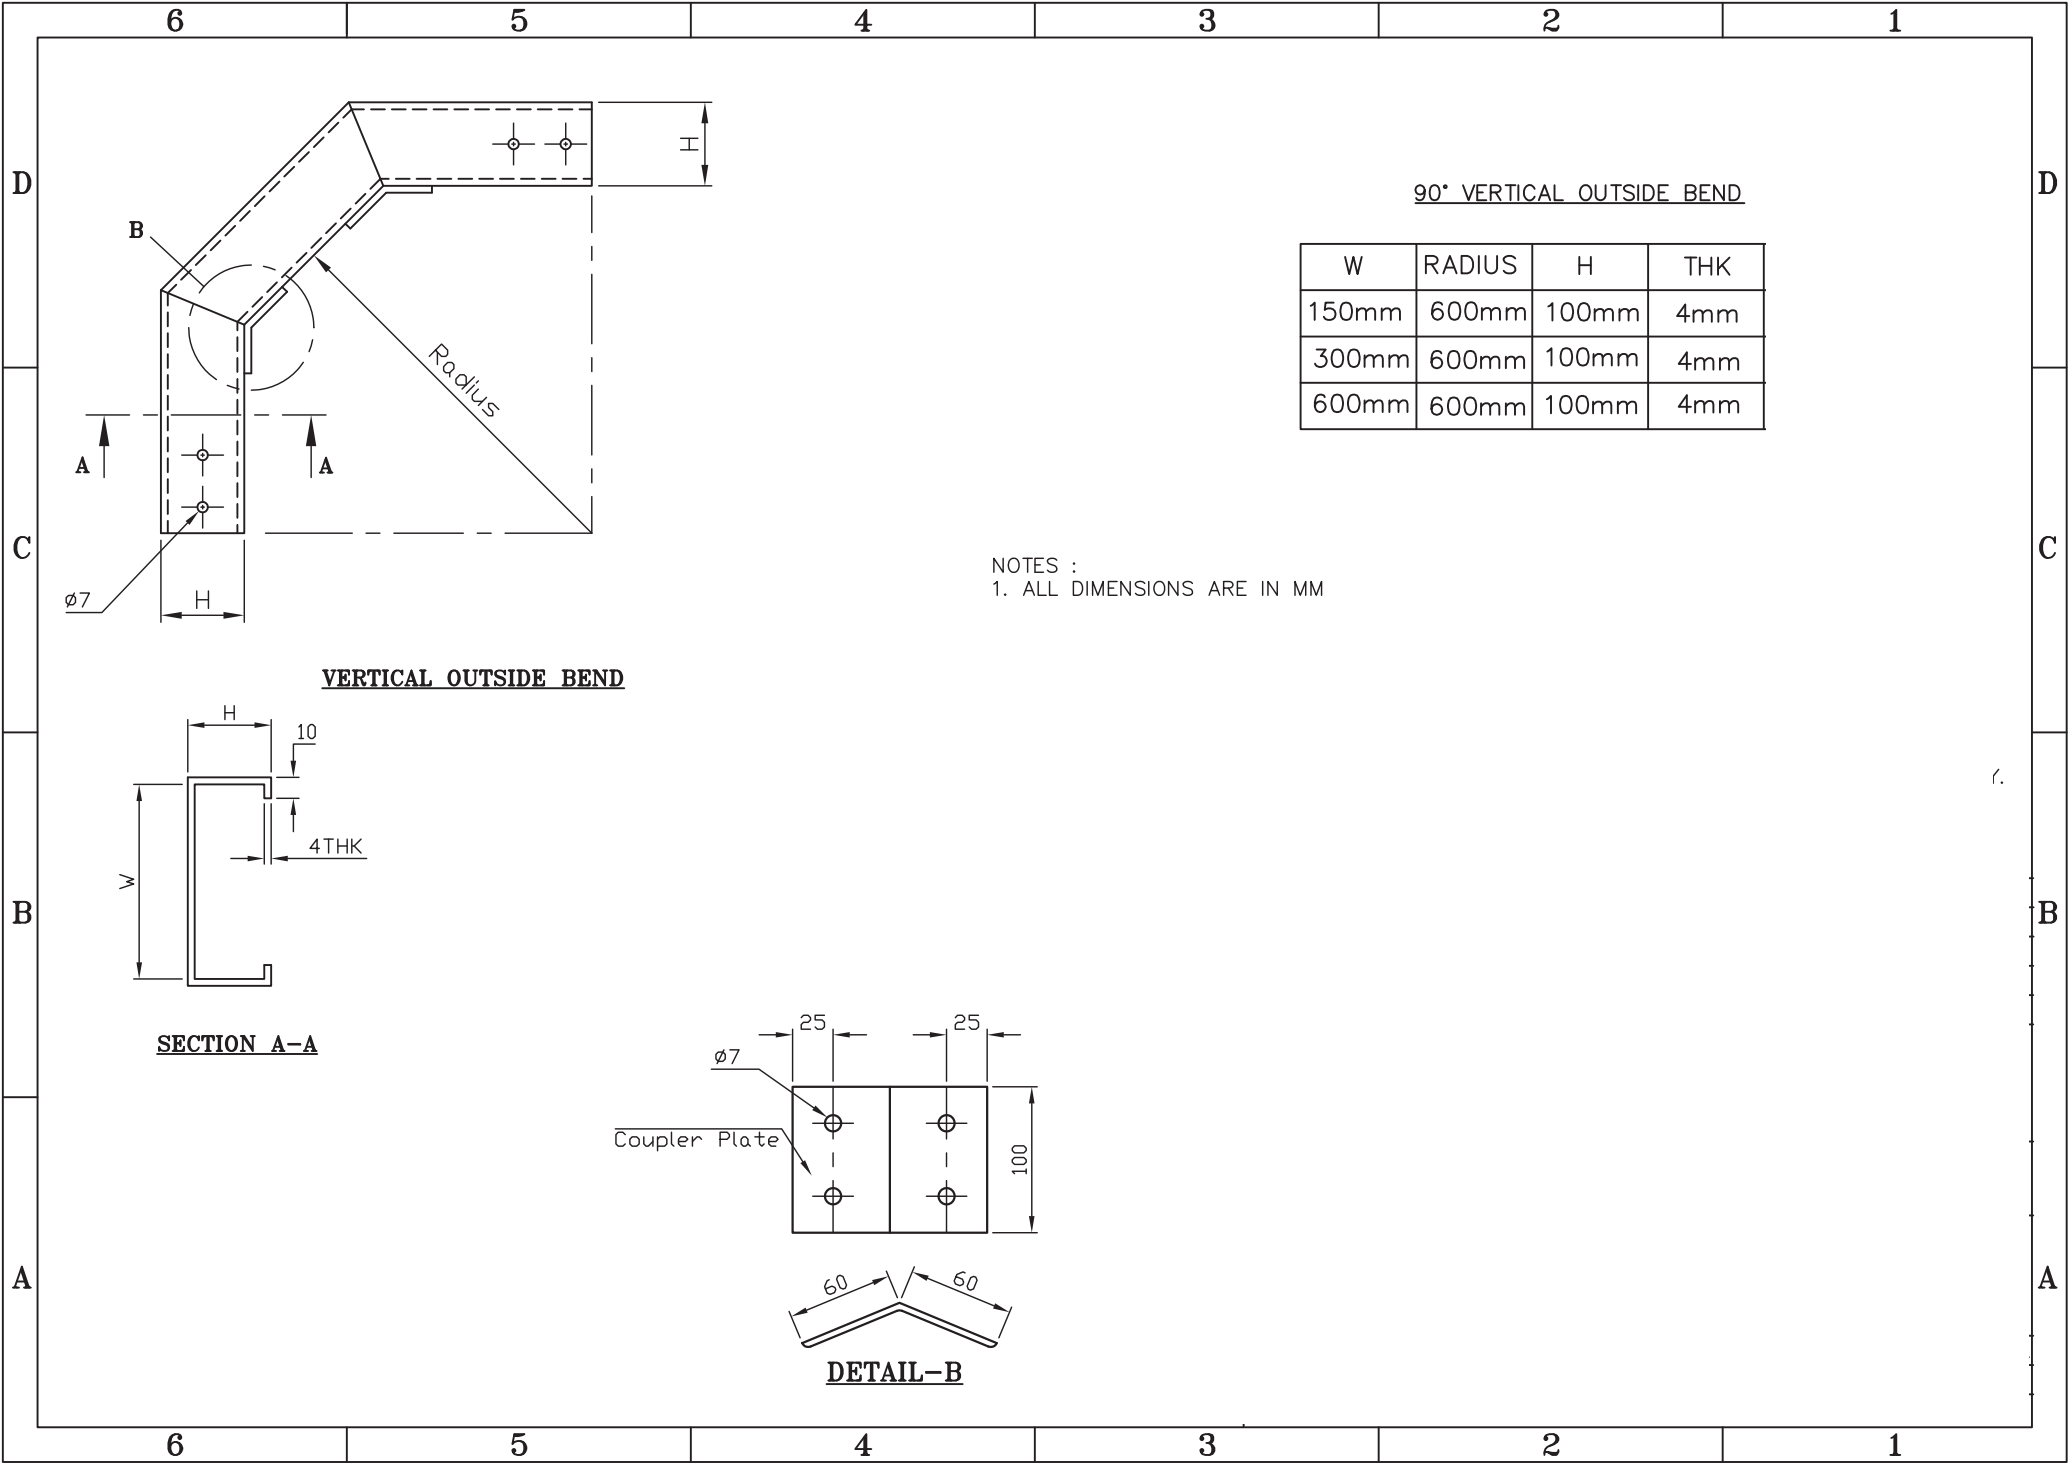 6 5 4 3 2 1
D
D
H
B
Radius
A A
ø7
H
VERTICAL OUTSIDE BEND
90° VERTICAL OUTSIDE BEND
W RADIUS H THK
150mm 600mm 100mm 4mm
300mm 600mm 100mm 4mm
600mm 600mm 100mm 4mm
C
C
NOTES :
1. ALL DIMENSIONS ARE IN MM
H
10
4THK
W
SECTION A-A
B
B
25 25
ø7
Coupler Plate
100
60 60
DETAIL-B
A
A
6 5 4 3 2 1